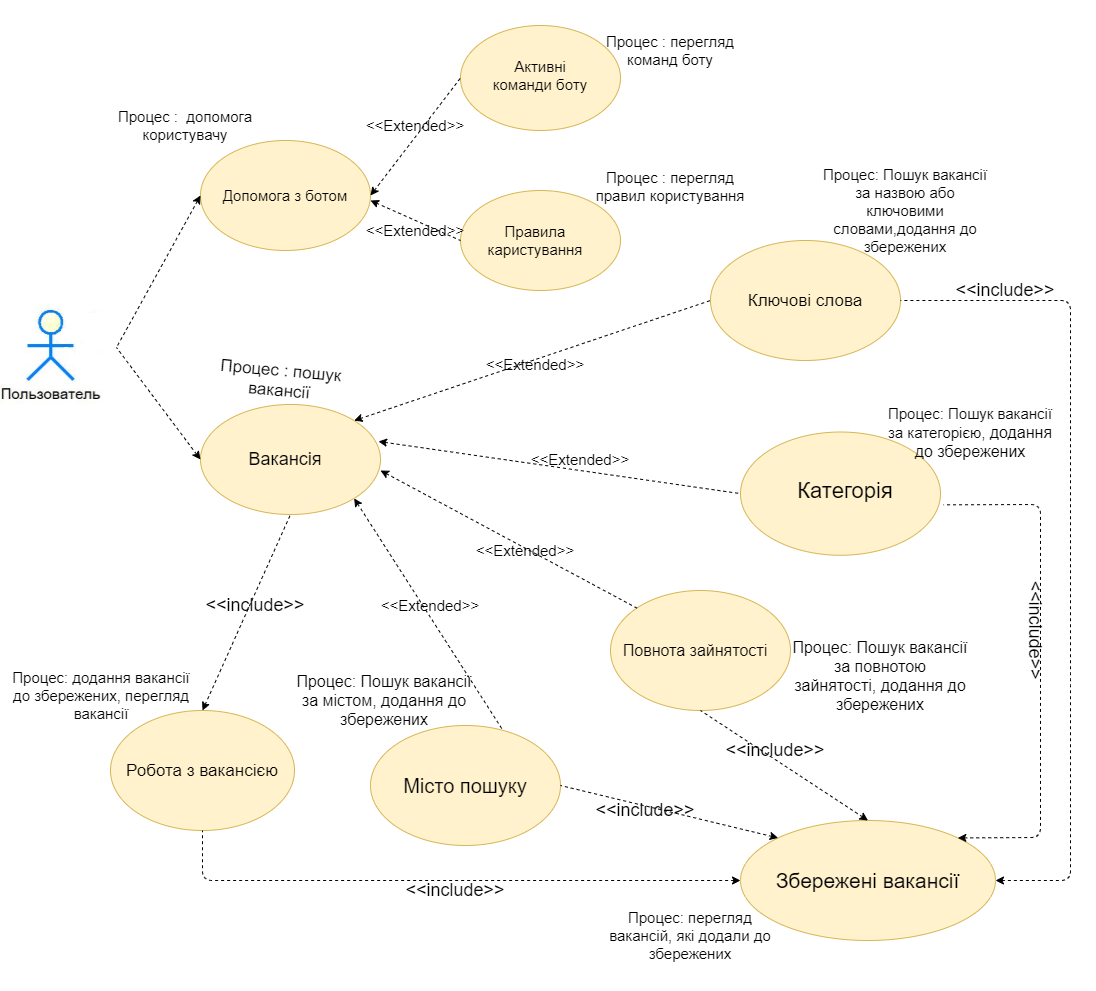 Процес : перегляд
команд боту
Активні
команди боту
<<Extended>>
Процес : допомога
користувачу
Допомога з ботом
Процес : перегляд
правил користування
<<Extended>>
Правила
каристування
Процес: Пошук вакансії
за назвою або
ключовими
словами,додання до
збережених
Ключові слова
<<include>>
Пользователь
Процес : пошук
вакансії
<<Extended>>
Вакансія
<<Extended>>
Процес: Пошук вакансії
за категорією, додання
до збережених
Категорія
<<Extended>>
<<include>>
<<include>>
<<Extended>>
Повнота зайнятості
Процес: Пошук вакансії
за повнотою
зайнятості, додання до
збережених
Процес: додання вакансії
до збережених, перегляд
вакансії
Процес: Пошук вакансії
за містом, додання до
збережених
<<include>>
Робота з вакансією
Місто пошуку
<<include>>
Збережені вакансії
<<include>>
Процес: перегляд
вакансій, які додали до
збережених